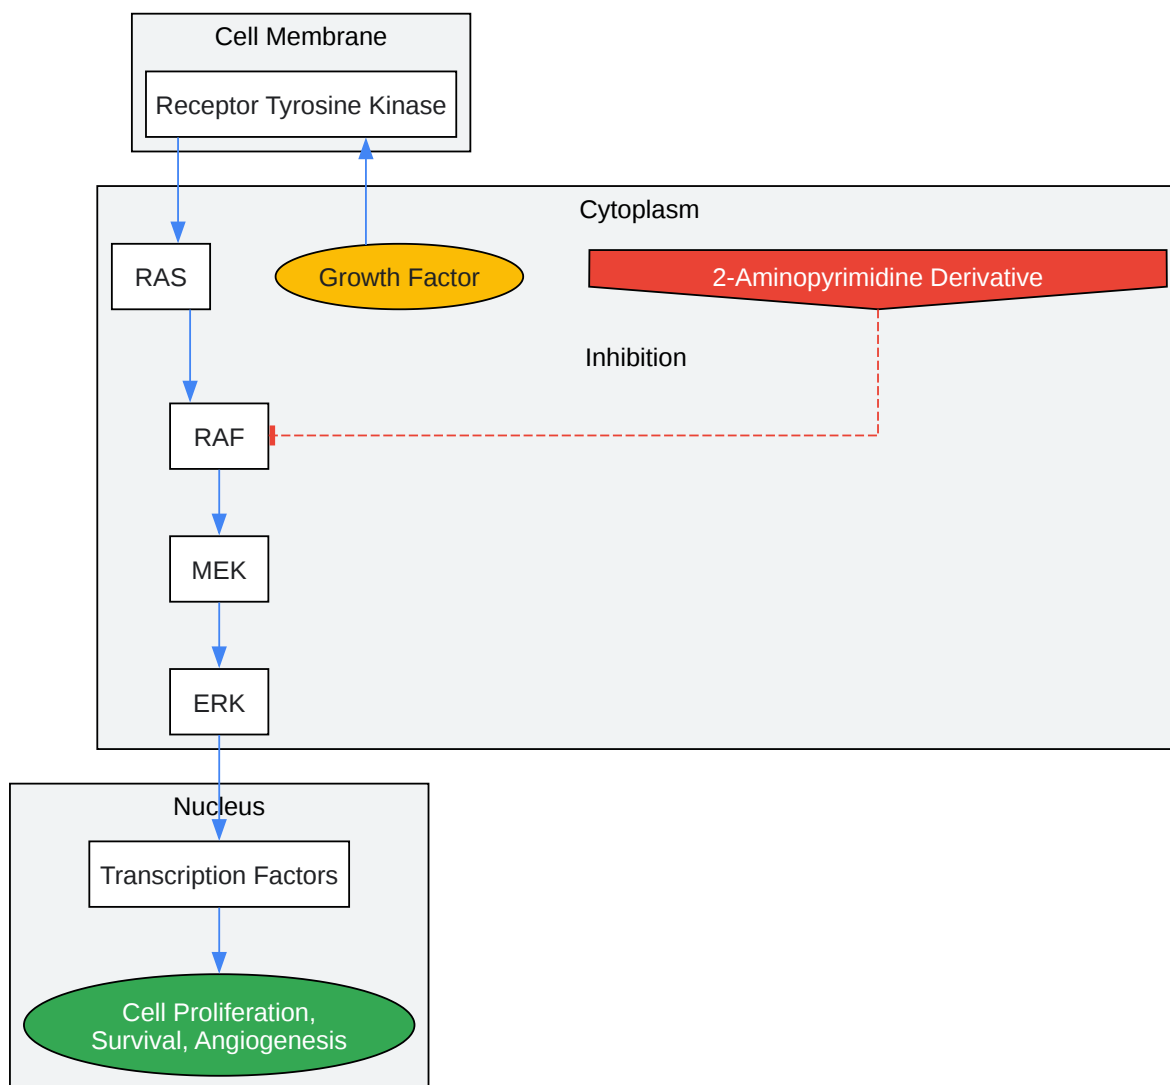 Cell Membrane
Receptor Tyrosine Kinase
Cytoplasm
RAS
Growth Factor
2-Aminopyrimidine Derivative
Inhibition
RAF
MEK
ERK
Nucleus
Transcription Factors
Cell Proliferation,
Survival, Angiogenesis